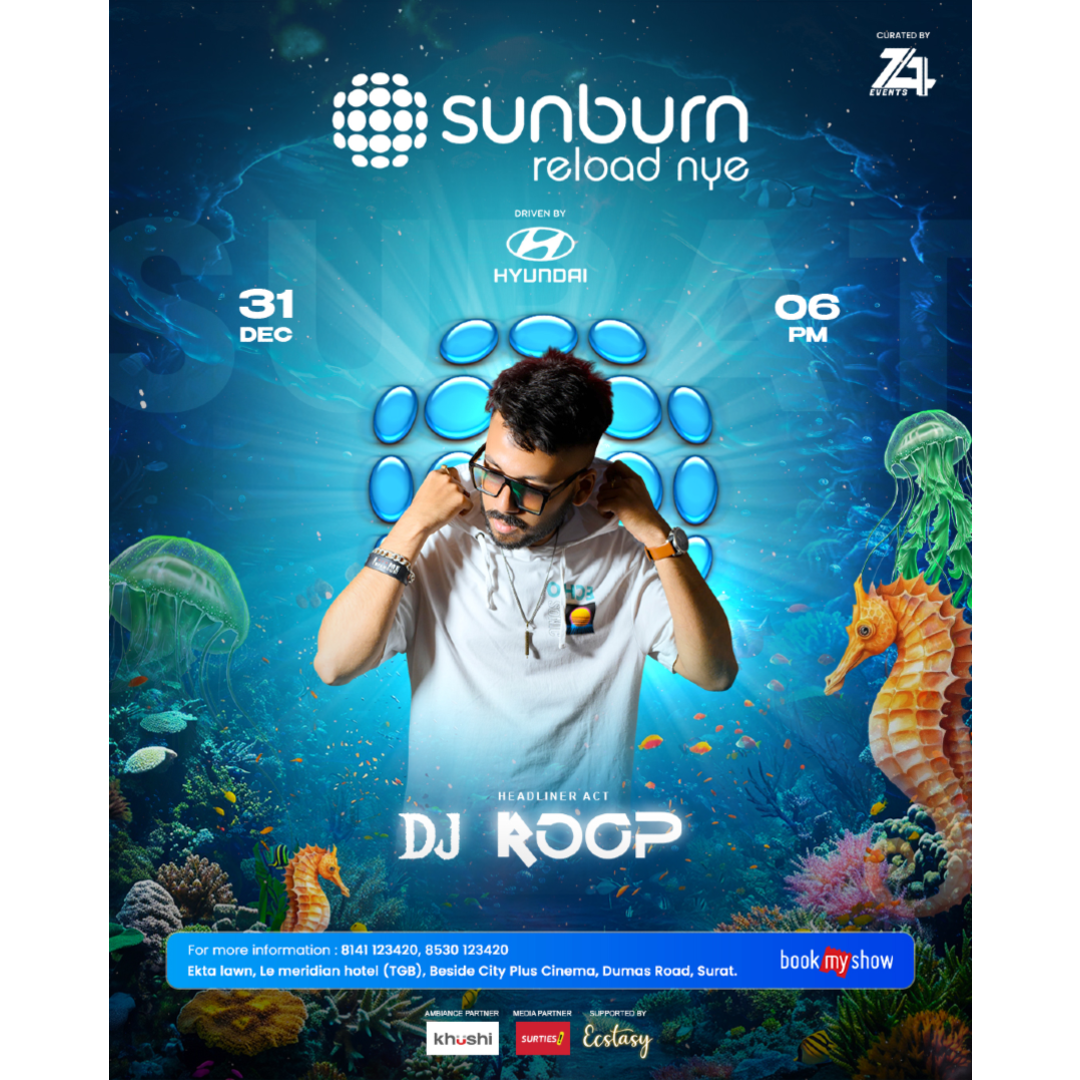 CURATED BY
Z4
EVENTS
sunburn
reload nye
DRIVEN BY
HYUNDAI
SURAT
31
DEC
06
PM
HEADLINER ACT
DJ ROOP
For more information : 8141 123420, 8530 123420
Ekta lawn, Le meridian hotel (TGB), Beside City Plus Cinema, Dumas Road, Surat.
book my show
AMBIANCE PARTNER
khushi
MEDIA PARTNER
SURTIES
SUPPORTED BY
Ecstasy